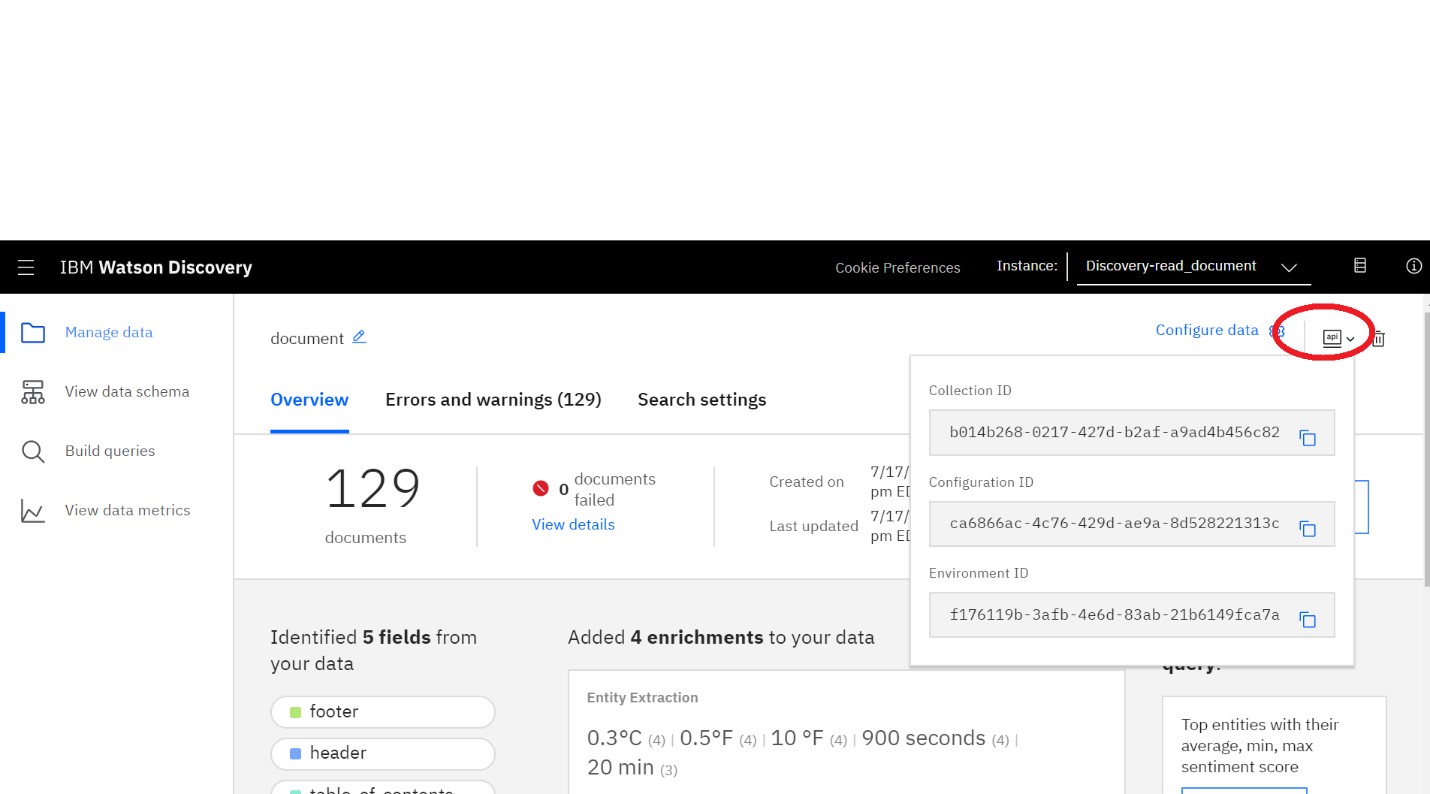 IBM Watson Discovery
Cookie Preferences
Instance:
Discovery-read_document
Manage data
View data schema
Build queries
View data metrics
document
Configure data
api
Overview
Errors and warnings (129)
Search settings
129
documents
0 documents
failed
View details
Created on
7/17/
pm
Last updated
7/17/
pm
Collection ID
b014b268-0217-427d-b2af-a9ad4b456c82
Configuration ID
ca6866ac-4c76-429d-ae9a-8d528221313c
Environment ID
f176119b-3afb-4e6d-83ab-21b6149fca7a
Identified 5 fields from
your data
footer
header
table_of_contents
Added 4 enrichments to your data
Entity Extraction
0.3°C (4) | 0.5°F (4) | 10 °F (4) | 900 seconds (4) |
20 min (3)
query.
Top entities with their
average, min, max
sentiment score